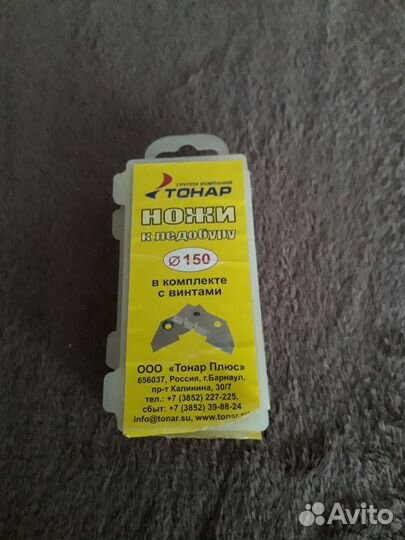 ГРУППА КОМПАНИЙ
ТОНАР
НОЖИ
к ледобуру
⌀ 150
в комплекте
с винтами
ООО «Тонар Плюс»
656037, Россия, г.Барнаул,
пр-т Калинина, 30/7
тел.: +7 (3852) 227-225,
сбыт: +7 (3852) 39-88-24
info@tonar.su, www.tonar.su
Avito